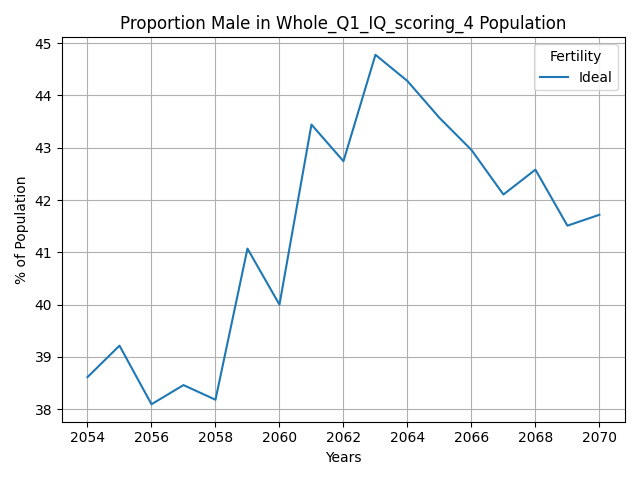 Proportion Male in Whole_Q1_IQ_scoring_4 Population
Fertility
Ideal
45
44
43
42
41
40
39
38
% of Population
2054 2056 2058 2060 2062 2064 2066 2068 2070
Years